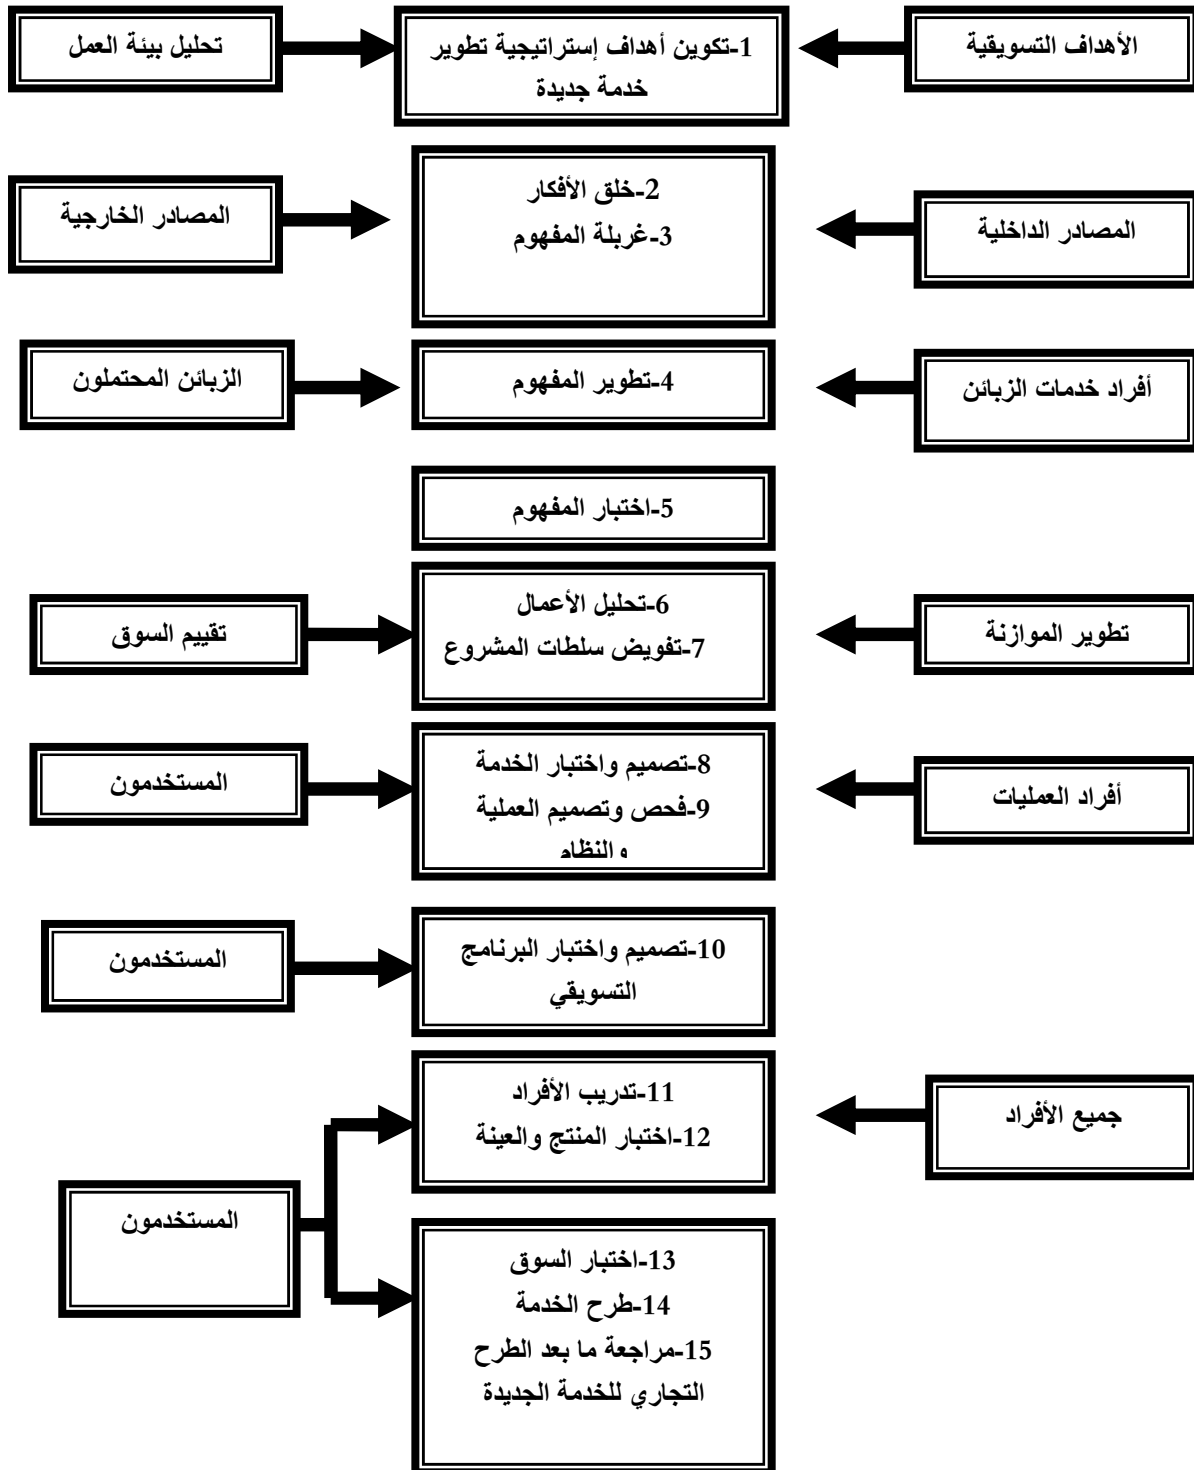 الأهداف التسويقية
1-تكوين أهداف إستراتيجية تطوير
خدمة جديدة
تحليل بيئة العمل
المصادر الداخلية
2-خلق الأفكار
3-غربلة المفهوم
المصادر الخارجية
أفراد خدمات الزبائن
4-تطوير المفهوم
الزبائن المحتملون
5-اختبار المفهوم
تطوير الموازنة
6-تحليل الأعمال
7-تفويض سلطات المشروع
تقييم السوق
أفراد العمليات
8-تصميم واختبار الخدمة
9-فحص وتصميم العملية
والنظام
المستخدمون
10-تصميم واختبار البرنامج
التسويقي
المستخدمون
جميع الأفراد
11-تدريب الأفراد
12-اختبار المنتج والعينة
المستخدمون
13-اختبار السوق
14-طرح الخدمة
15-مراجعة ما بعد الطرح
التجاري للخدمة الجديدة